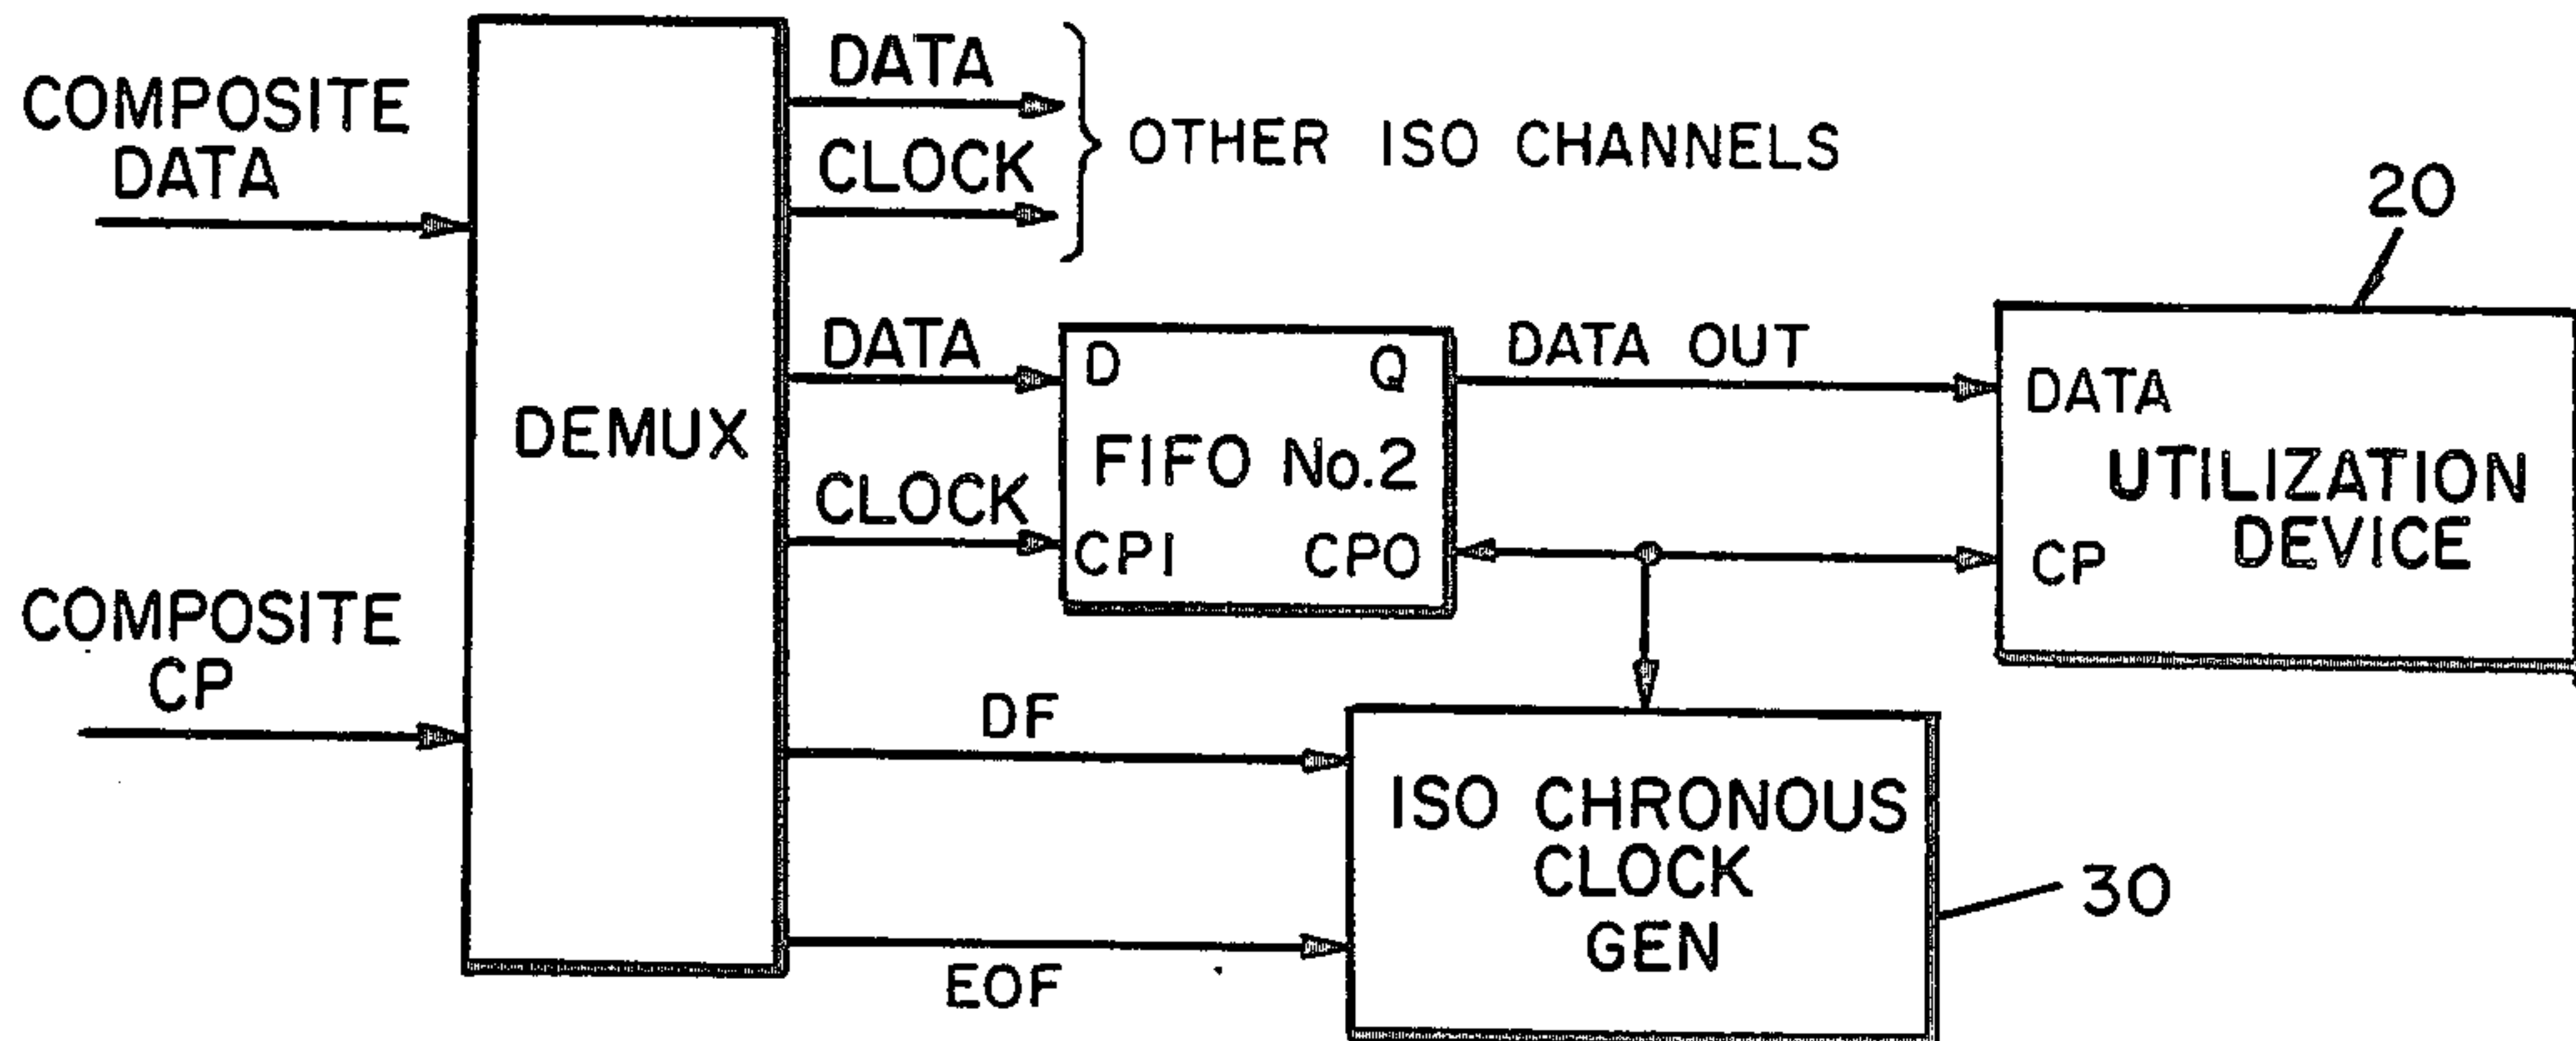 COMPOSITE
DATA
COMPOSITE
CP
DEMUX
DATA
CLOCK
OTHER ISO CHANNELS
DATA
CLOCK
D
Q
FIFO No.2
CPI
CPO
DATA OUT
20
DATA
UTILIZATION
DEVICE
CP
DF
EOF
ISO CHRONOUS
CLOCK
GEN
30